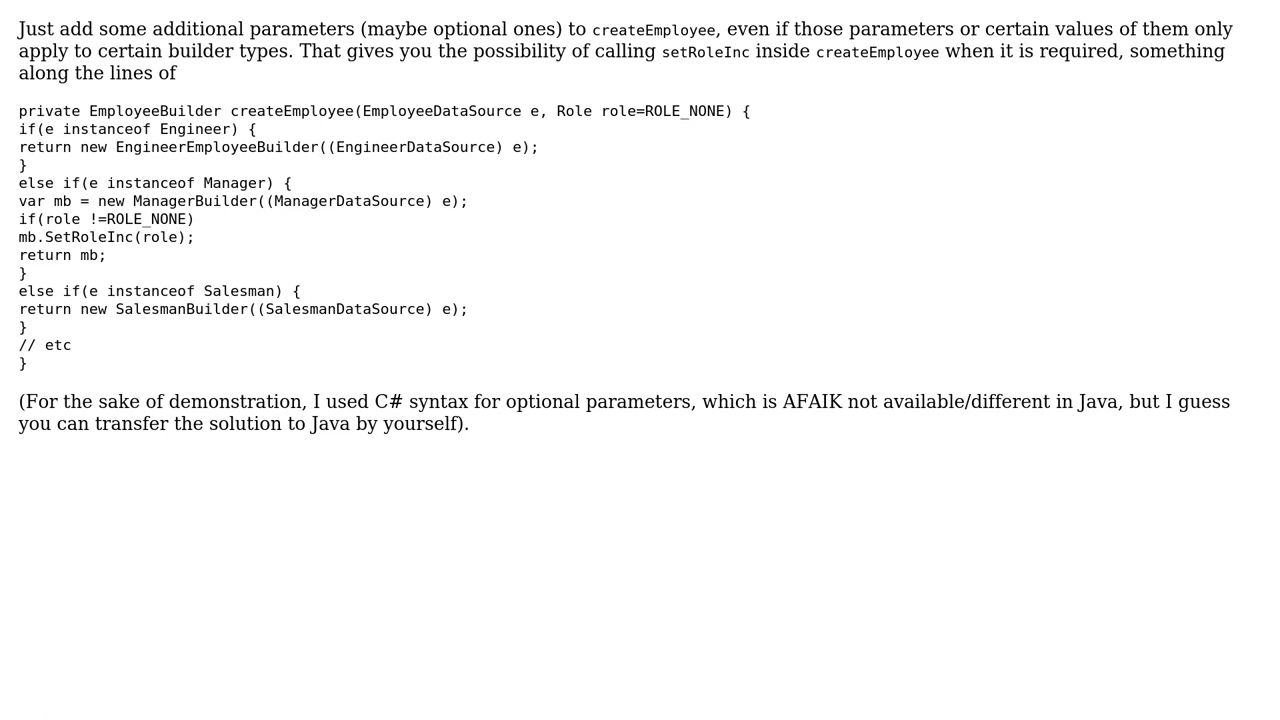 Just add some additional parameters (maybe optional ones) to createEmployee, even if those parameters or certain values of them only
apply to certain builder types. That gives you the possibility of calling setRoleInc inside createEmployee when it is required, something
along the lines of
private EmployeeBuilder createEmployee(EmployeeDataSource e, Role role=ROLE_NONE) {
if(e instanceof Engineer) {
return new EngineerEmployeeBuilder((EngineerDataSource) e);
}
else if(e instanceof Manager) {
var mb = new ManagerBuilder((ManagerDataSource) e);
if(role !=ROLE_NONE)
mb.SetRoleInc(role);
return mb;
}
else if(e instanceof Salesman) {
return new SalesmanBuilder((SalesmanDataSource) e);
}
// etc
}
(For the sake of demonstration, I used C# syntax for optional parameters, which is AFAIK not available/different in Java, but I guess
you can transfer the solution to Java by yourself).